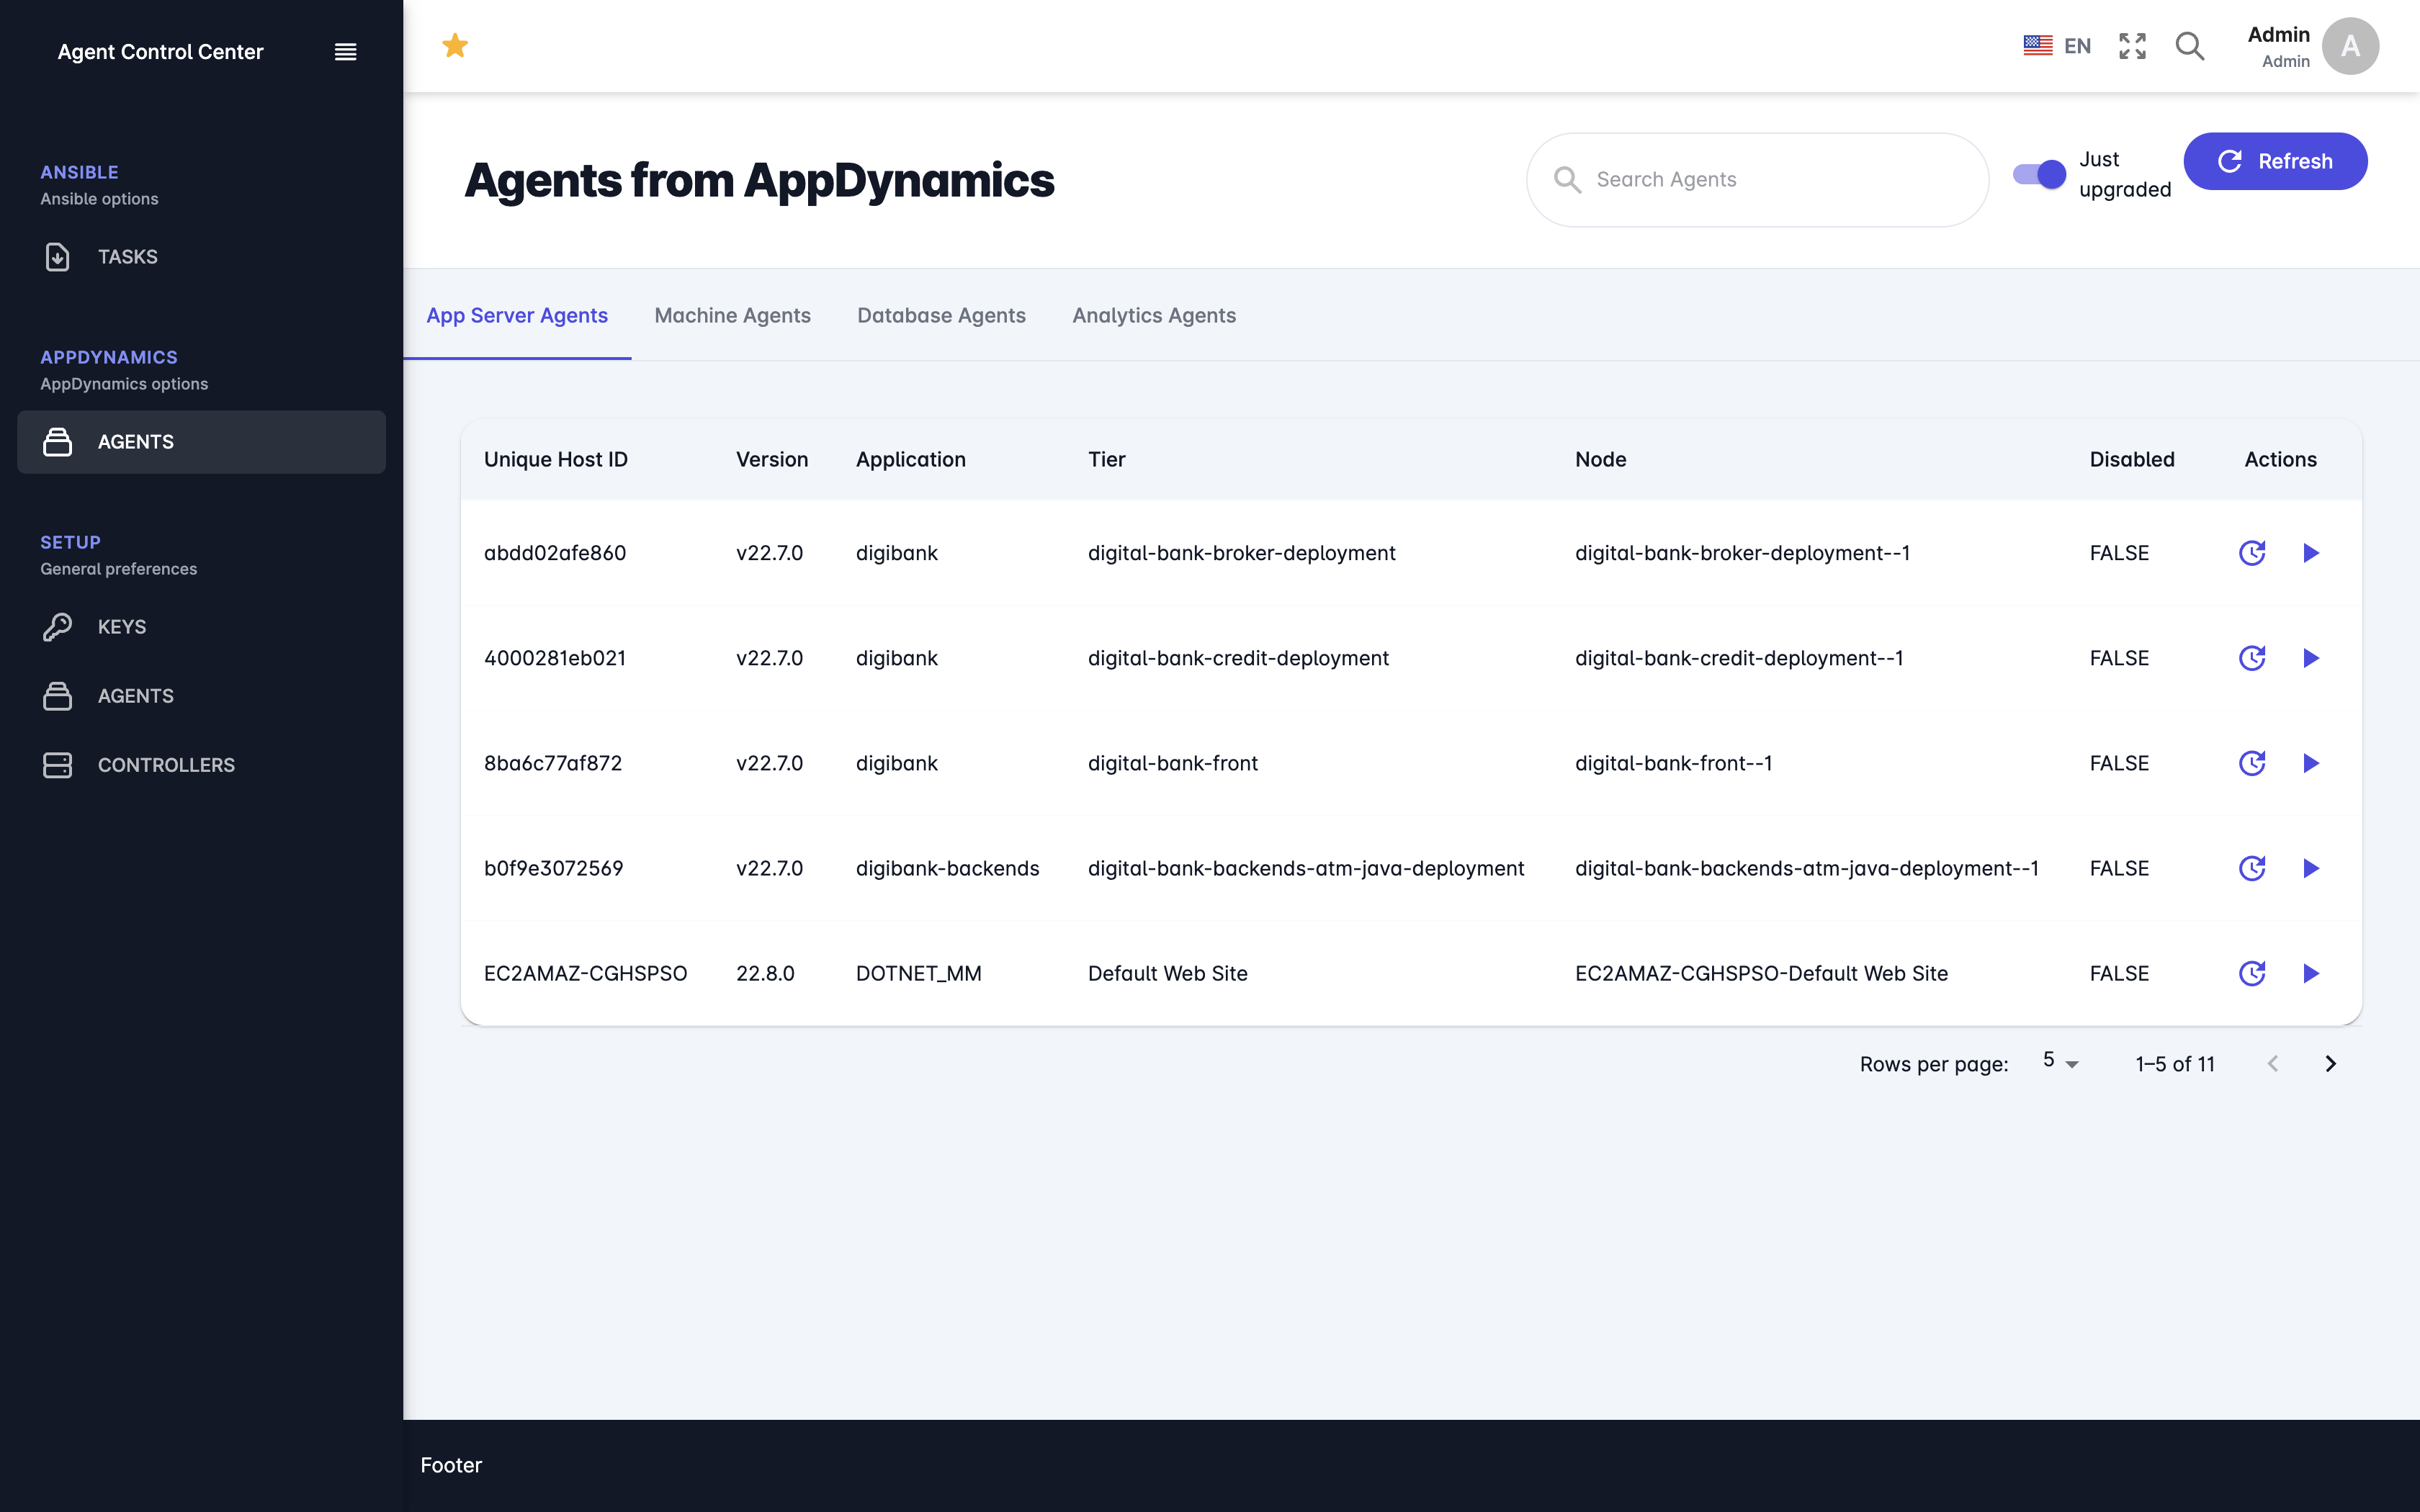 Agent Control Center
EN
Admin
Admin
A
ANSIBLE
Ansible options
TASKS
APPDYNAMICS
AppDynamics options
AGENTS
SETUP
General preferences
KEYS
AGENTS
CONTROLLERS
Agents from AppDynamics
Search Agents
Just
upgraded
Refresh
App Server Agents Machine Agents Database Agents Analytics Agents
Unique Host ID Version Application Tier Node Disabled Actions
abdd02afe860 v22.7.0 digibank digital-bank-broker-deployment digital-bank-broker-deployment--1 FALSE
4000281eb021 v22.7.0 digibank digital-bank-credit-deployment digital-bank-credit-deployment--1 FALSE
8ba6c77af872 v22.7.0 digibank digital-bank-front digital-bank-front--1 FALSE
b0f9e3072569 v22.7.0 digibank-backends digital-bank-backends-atm-java-deployment digital-bank-backends-atm-java-deployment--1 FALSE
EC2AMAZ-CGHSPSO 22.8.0 DOTNET_MM Default Web Site EC2AMAZ-CGHSPSO-Default Web Site FALSE
Rows per page: 5 1–5 of 11
Footer